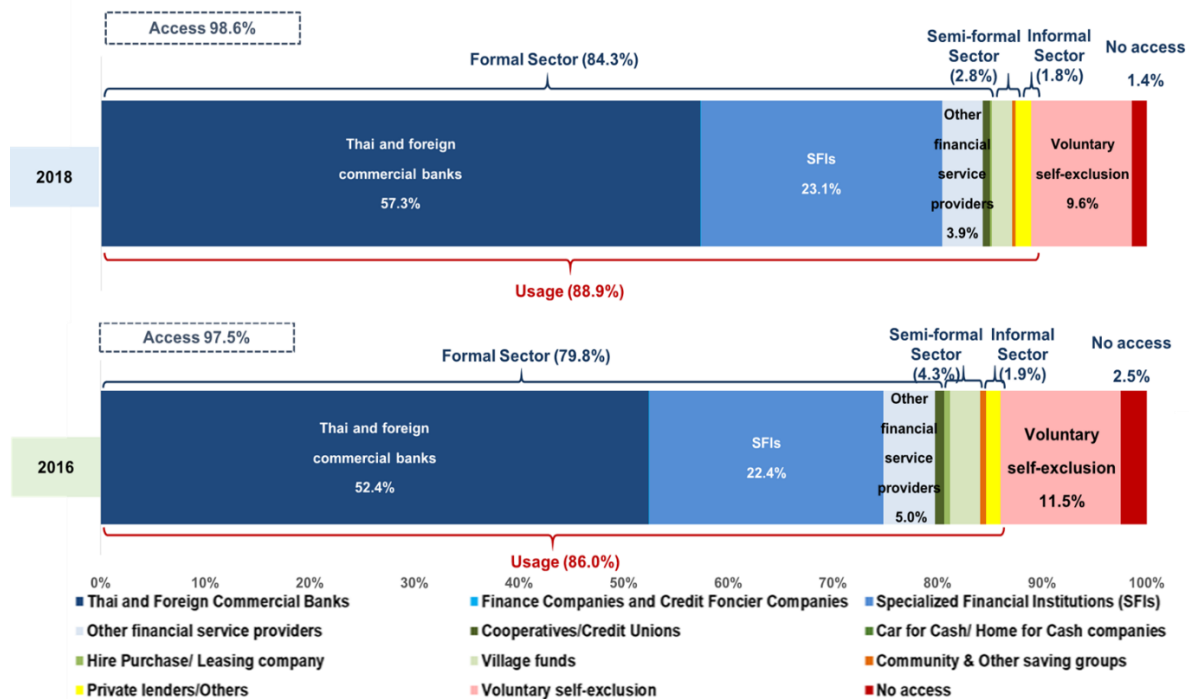 Access 98.6%
Formal Sector (84.3%)
Semi-formal
Sector
(2.8%)
Informal
Sector
(1.8%)
No access
1.4%
2018
Thai and foreign
commercial banks
57.3%
SFIs
23.1%
Other
financial
service
providers
3.9%
Voluntary
self-exclusion
9.6%
Usage (88.9%)
Access 97.5%
Formal Sector (79.8%)
Semi-formal
Sector
(4.3%)
Informal
Sector
(1.9%)
No access
2.5%
2016
Thai and foreign
commercial banks
52.4%
SFIs
22.4%
Other
financial
service
providers
5.0%
Voluntary
self-exclusion
11.5%
Usage (86.0%)
0% 10% 20% 30% 40% 50% 60% 70% 80% 90% 100%
Thai and Foreign Commercial Banks
Finance Companies and Credit Foncier Companies
Specialized Financial Institutions (SFIs)
Other financial service providers
Cooperatives/Credit Unions
Car for Cash/ Home for Cash companies
Hire Purchase/ Leasing company
Village funds
Community & Other saving groups
Private lenders/Others
Voluntary self-exclusion
No access